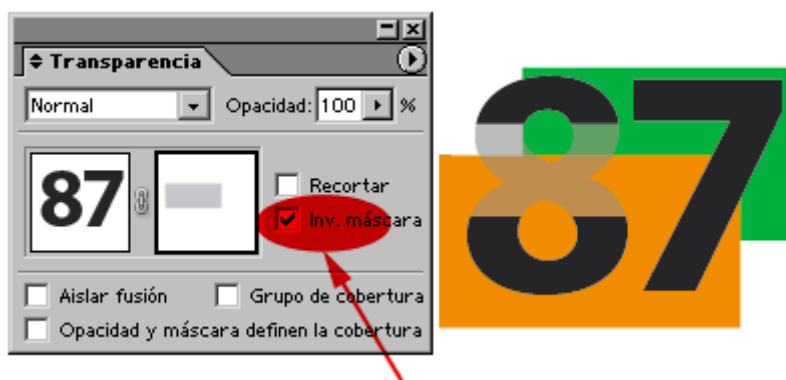 Transparencia
Normal Opacidad: 100 %
87 Recortar
Inv. máscara
Aislar fusión Grupo de cobertura
Opacidad y máscara definen la cobertura
87